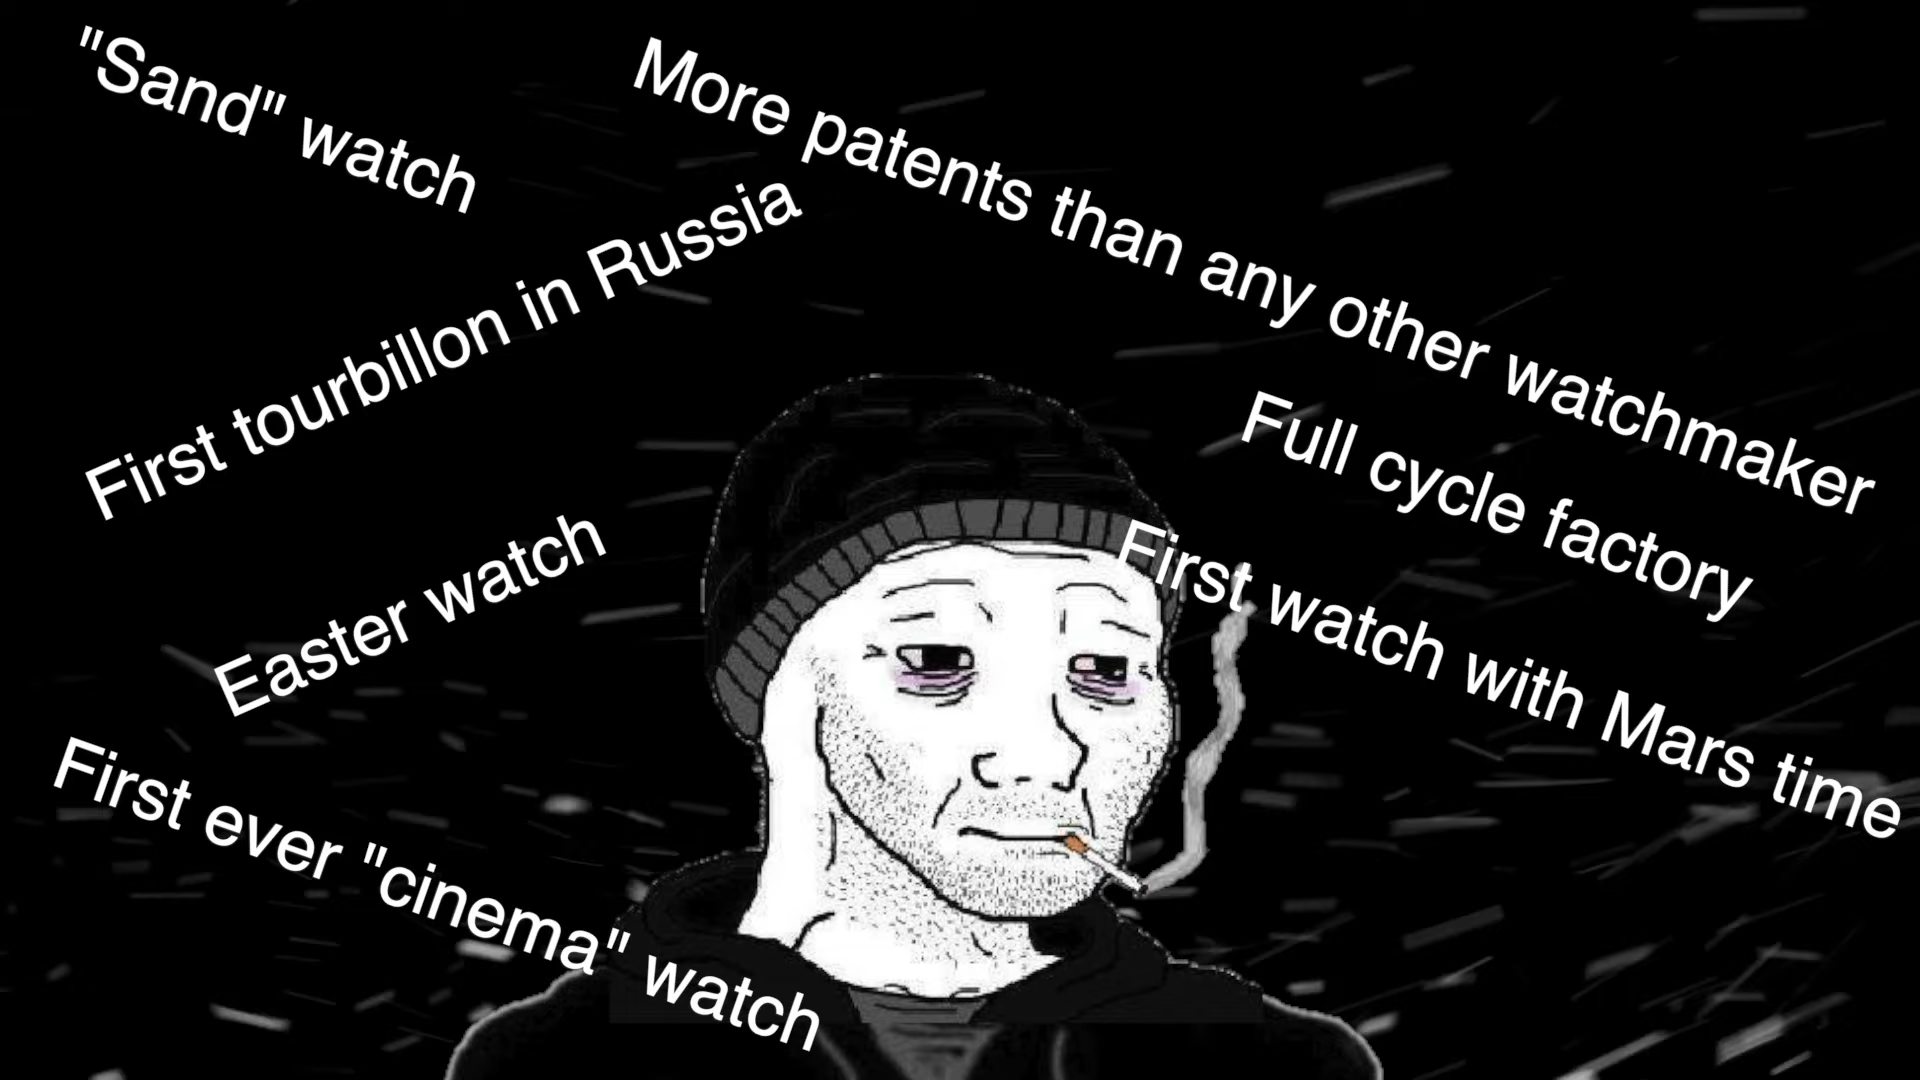 "Sand" watch
More patents than any other watchmaker
First tourbillon in Russia
Full cycle factory
Easter watch
First watch with Mars time
First ever "cinema" watch